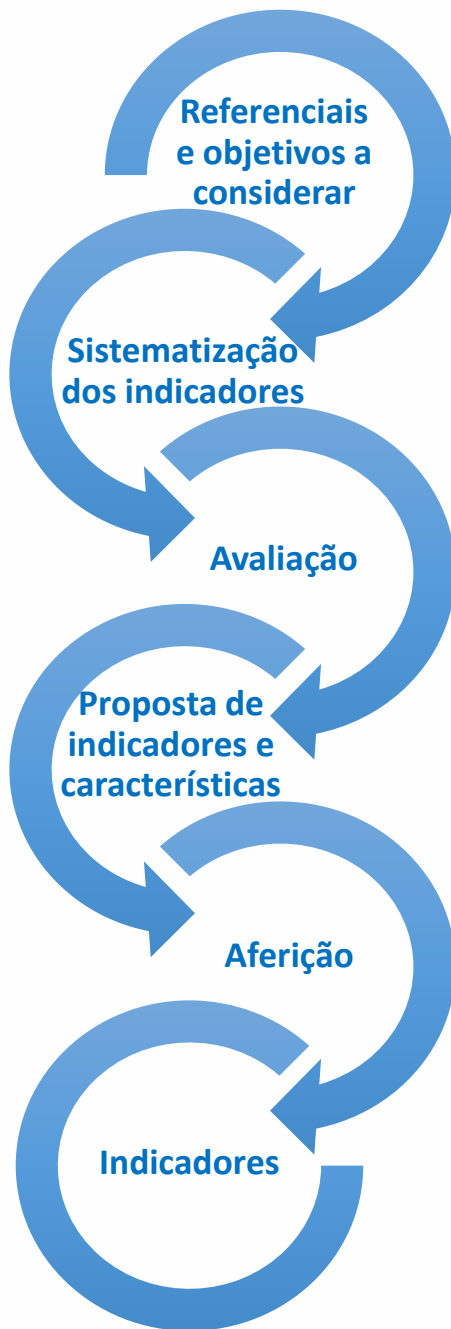 Referenciais
e objetivos a
considerar
Sistematização
dos indicadores
Avaliação
Proposta de
indicadores e
características
Aferição
Indicadores